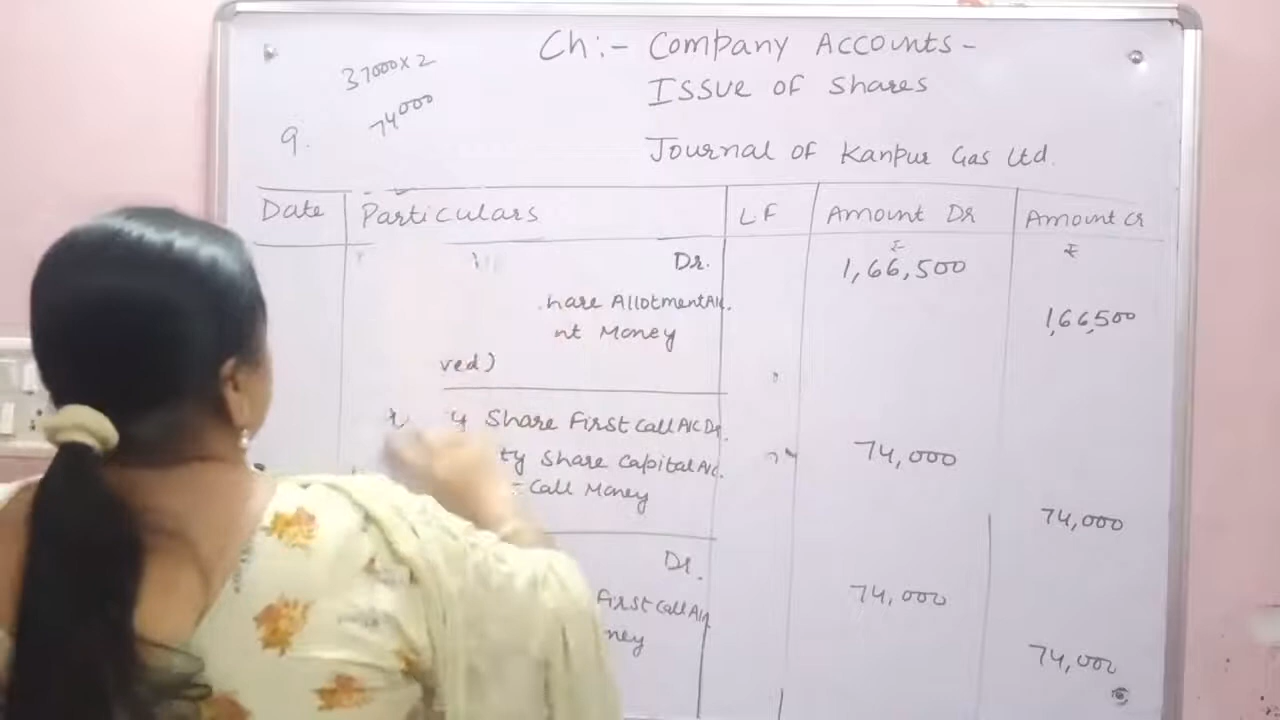 Ch:- Company Accounts-
Issue of Shares
37000x2
74000
9.
Journal of Kanpur Gas Ltd.
Date Particulars LF Amount Dr Amount Cr
₹ ₹
Dr. 1,66,500
hare Allotment A/c. 1,66,500
nt Money
ved)
y Share First Call A/c Dr. 74,000
ty Share Capital A/c.
Call Money 74,000
Dr. 74,000
First Call A/c
ney 74,000